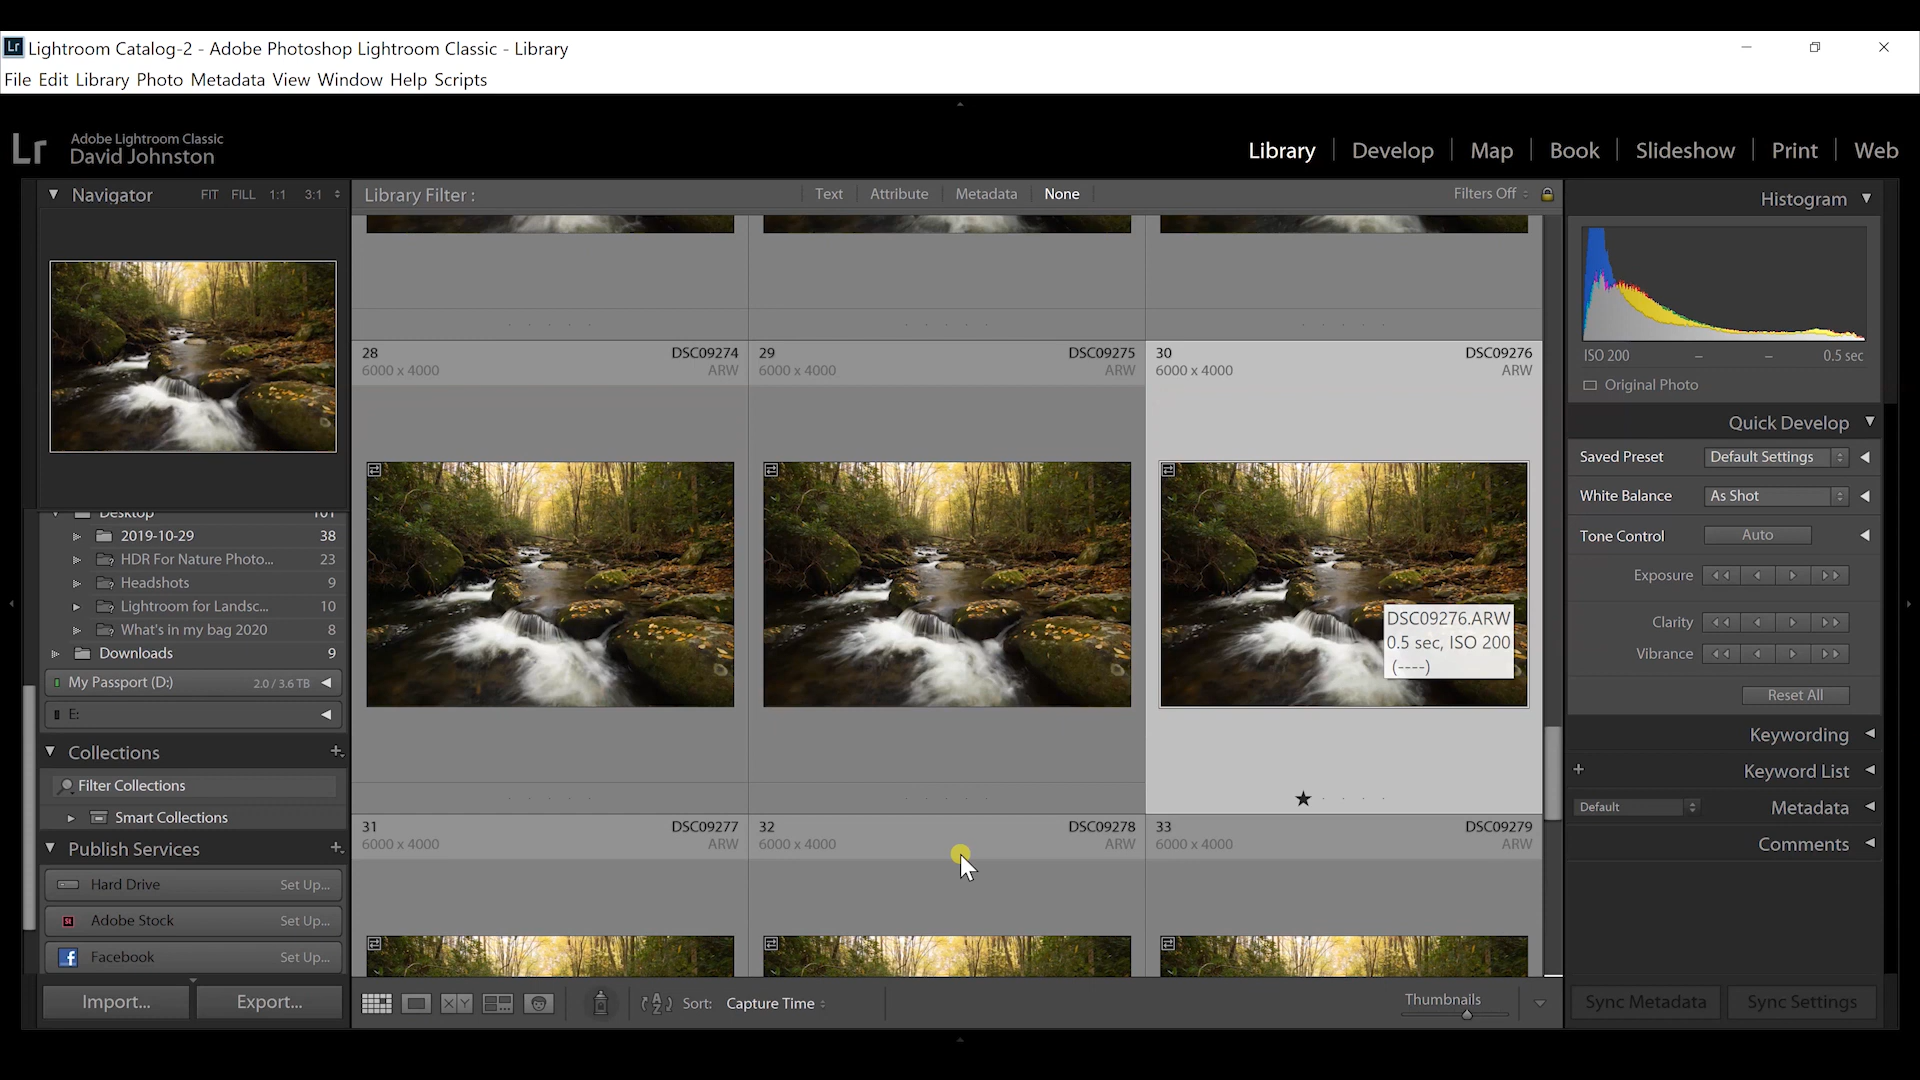 Lr Lightroom Catalog-2 - Adobe Photoshop Lightroom Classic - Library
File Edit Library Photo Metadata View Window Help Scripts
Lr Adobe Lightroom Classic
David Johnston
Library Develop Map Book Slideshow Print Web
Navigator FIT FILL 1:1 3:1
Library Filter : Text Attribute Metadata None Filters Off
Histogram
ISO 200 – – 0.5 sec
Original Photo
Quick Develop
Saved Preset Default Settings
White Balance As Shot
Tone Control Auto
Exposure
Clarity
Vibrance
Reset All
Keywording
+ Keyword List
Default Metadata
Comments
Sync Metadata Sync Settings
28 DSC09274
6000 x 4000 ARW
29 DSC09275
6000 x 4000 ARW
30 DSC09276
6000 x 4000 ARW
DSC09276.ARW
0.5 sec, ISO 200
(----)
31 DSC09277
6000 x 4000 ARW
32 DSC09278
6000 x 4000 ARW
33 DSC09279
6000 x 4000 ARW
Desktop 101
2019-10-29 38
HDR For Nature Photo... 23
Headshots 9
Lightroom for Landsc... 10
What's in my bag 2020 8
Downloads 9
My Passport (D:) 2.0 / 3.6 TB
E:
Collections +
Filter Collections
Smart Collections
Publish Services +
Hard Drive Set Up...
St Adobe Stock Set Up...
f Facebook Set Up...
Import... Export...
XY AZ Sort: Capture Time Thumbnails